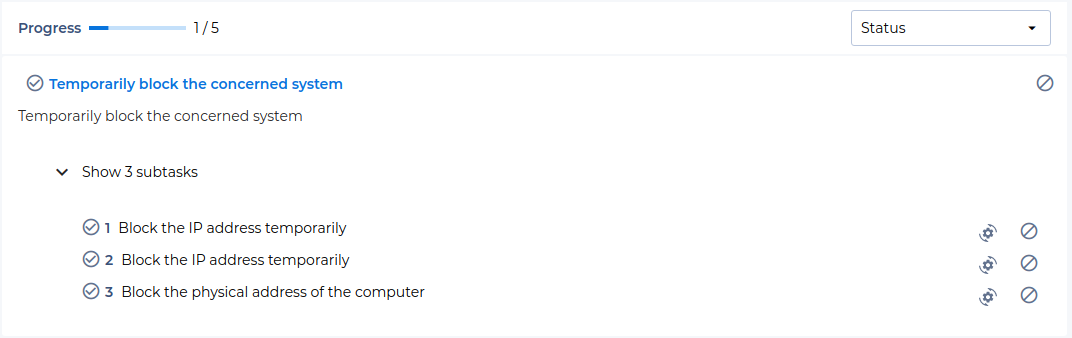 Progress 1 / 5 Status
Temporarily block the concerned system
Temporarily block the concerned system
Show 3 subtasks
1 Block the IP address temporarily
2 Block the IP address temporarily
3 Block the physical address of the computer